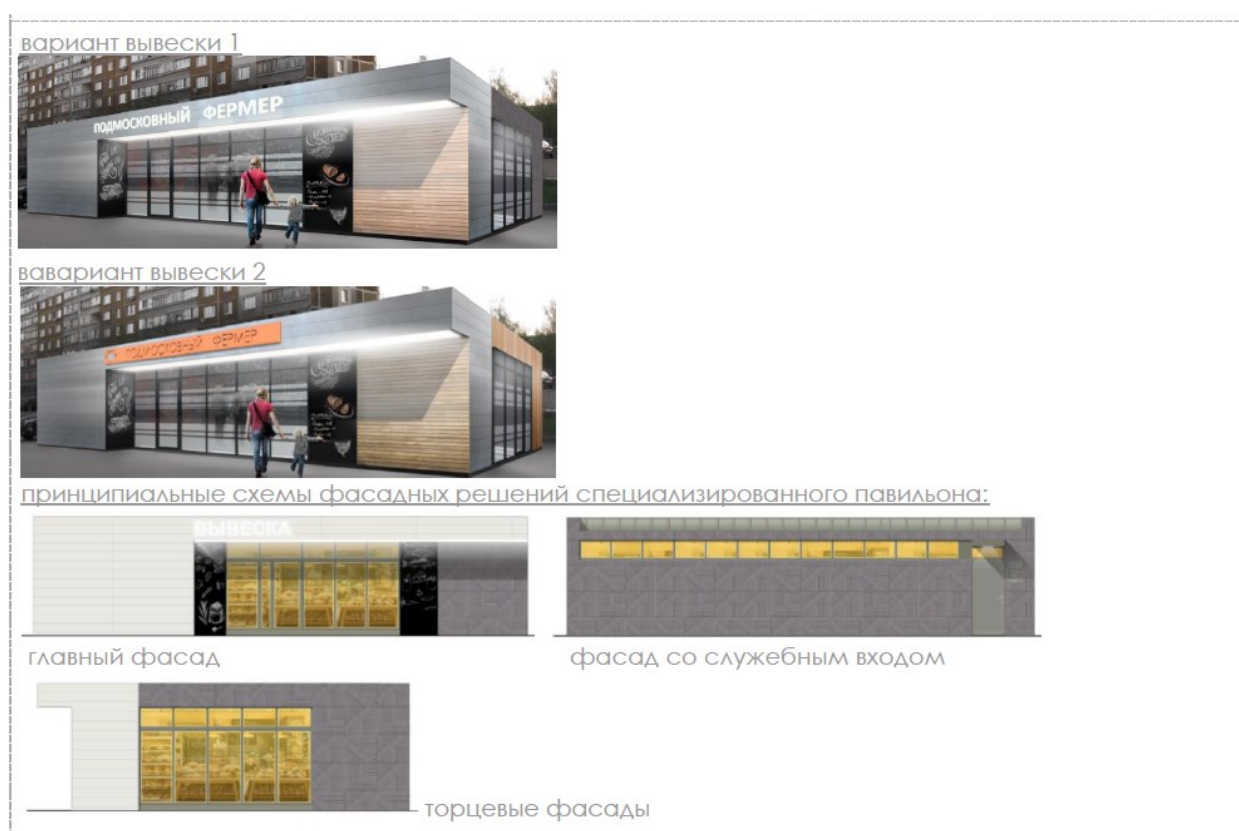 вариант вывески 1
ПОДМОСКОВНЫЙ ФЕРМЕР
вавариант вывески 2
ПОДМОСКОВНЫЙ ФЕРМЕР
принципиальные схемы фасадных решений специализированного павильона:
ВЫВЕСКА
главный фасад
фасад со служебным входом
торцевые фасады